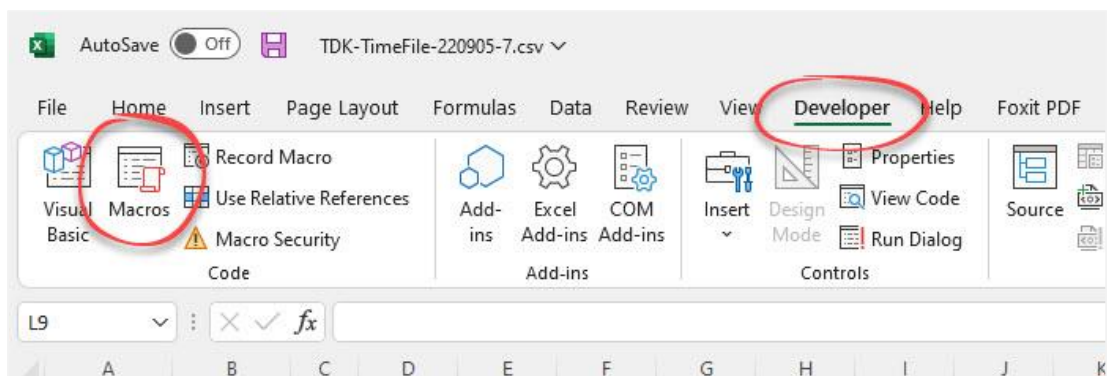 AutoSave Off TDK-TimeFile-220905-7.csv
File Home Insert Page Layout Formulas Data Review View Developer Help Foxit PDF
Visual Basic
Macros
Record Macro
Use Relative References
Macro Security
Code
Add-ins
Excel Add-ins
COM Add-ins
Add-ins
Insert
Design Mode
Properties
View Code
Run Dialog
Controls
Source
L9 fx
A B C D E F G H I J K